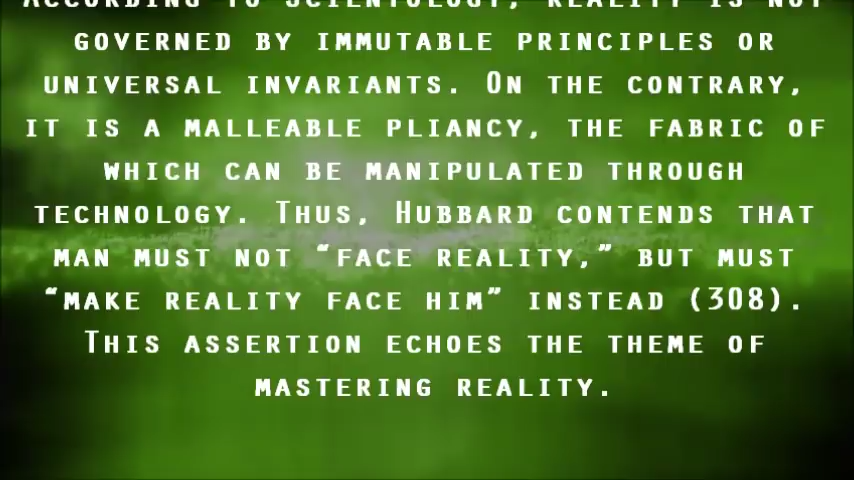 According to Scientology, reality is not
governed by immutable principles or
universal invariants. On the contrary,
it is a malleable pliancy, the fabric of
which can be manipulated through
technology. Thus, Hubbard contends that
man must not “face reality,” but must
“make reality face him” instead (308).
This assertion echoes the theme of
mastering reality.